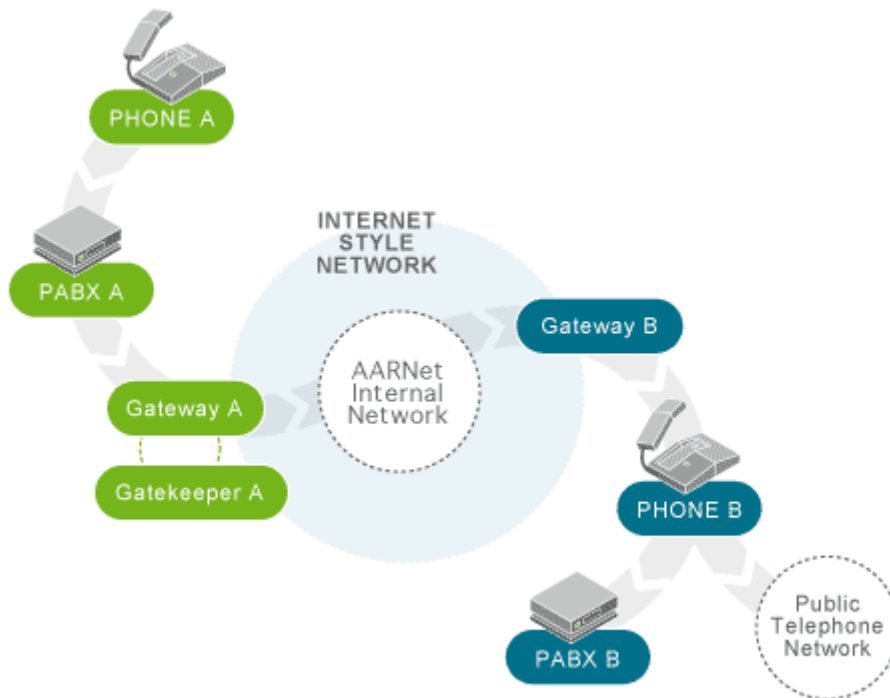 PHONE A
PABX A
INTERNET
STYLE
NETWORK
Gateway A
Gatekeeper A
AARNet
Internal
Network
Gateway B
PHONE B
PABX B
Public
Telephone
Network